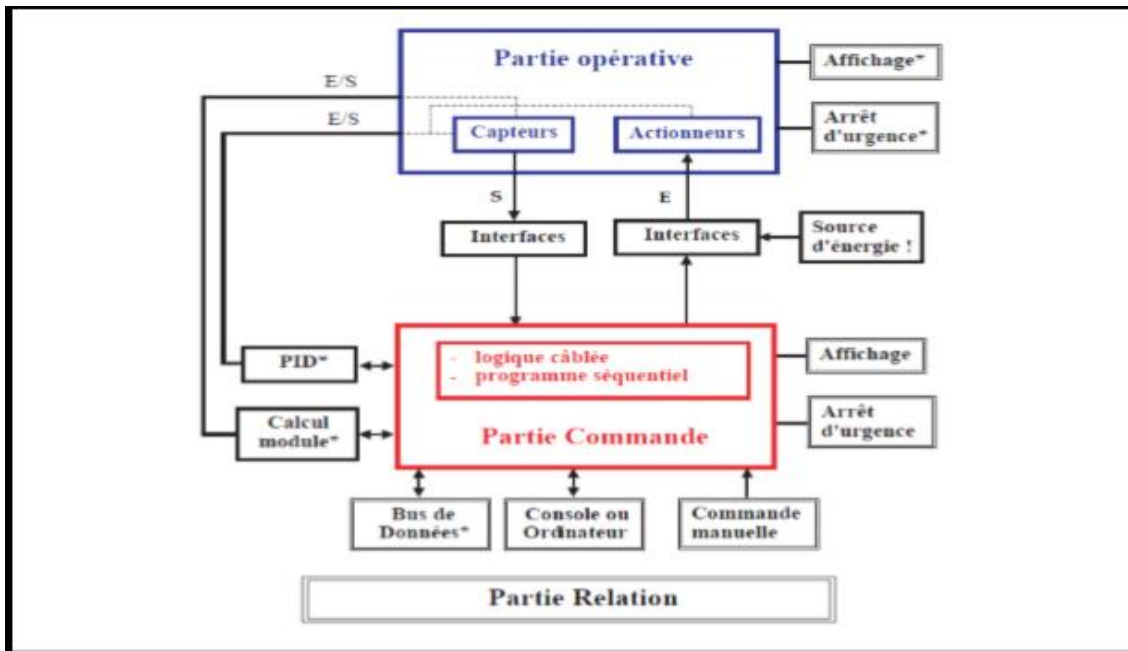 Partie opérative
Affichage*
E/S
E/S
Arrêt
d'urgence*
Capteurs
Actionneurs
S
E
Interfaces
Interfaces
Source
d'énergie !
- logique câblée
- programme séquentiel
Affichage
PID*
Calcul
module*
Partie Commande
Arrêt
d'urgence
Bus de
Données*
Console ou
Ordinateur
Commande
manuelle
Partie Relation